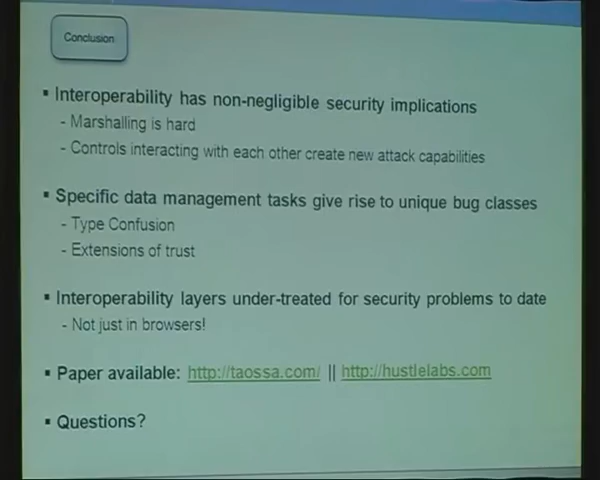 Conclusion
▪ Interoperability has non-negligible security implications
- Marshalling is hard
- Controls interacting with each other create new attack capabilities
▪ Specific data management tasks give rise to unique bug classes
- Type Confusion
- Extensions of trust
▪ Interoperability layers under-treated for security problems to date
- Not just in browsers!
▪ Paper available: http://taossa.com/ || http://hustlelabs.com
▪ Questions?